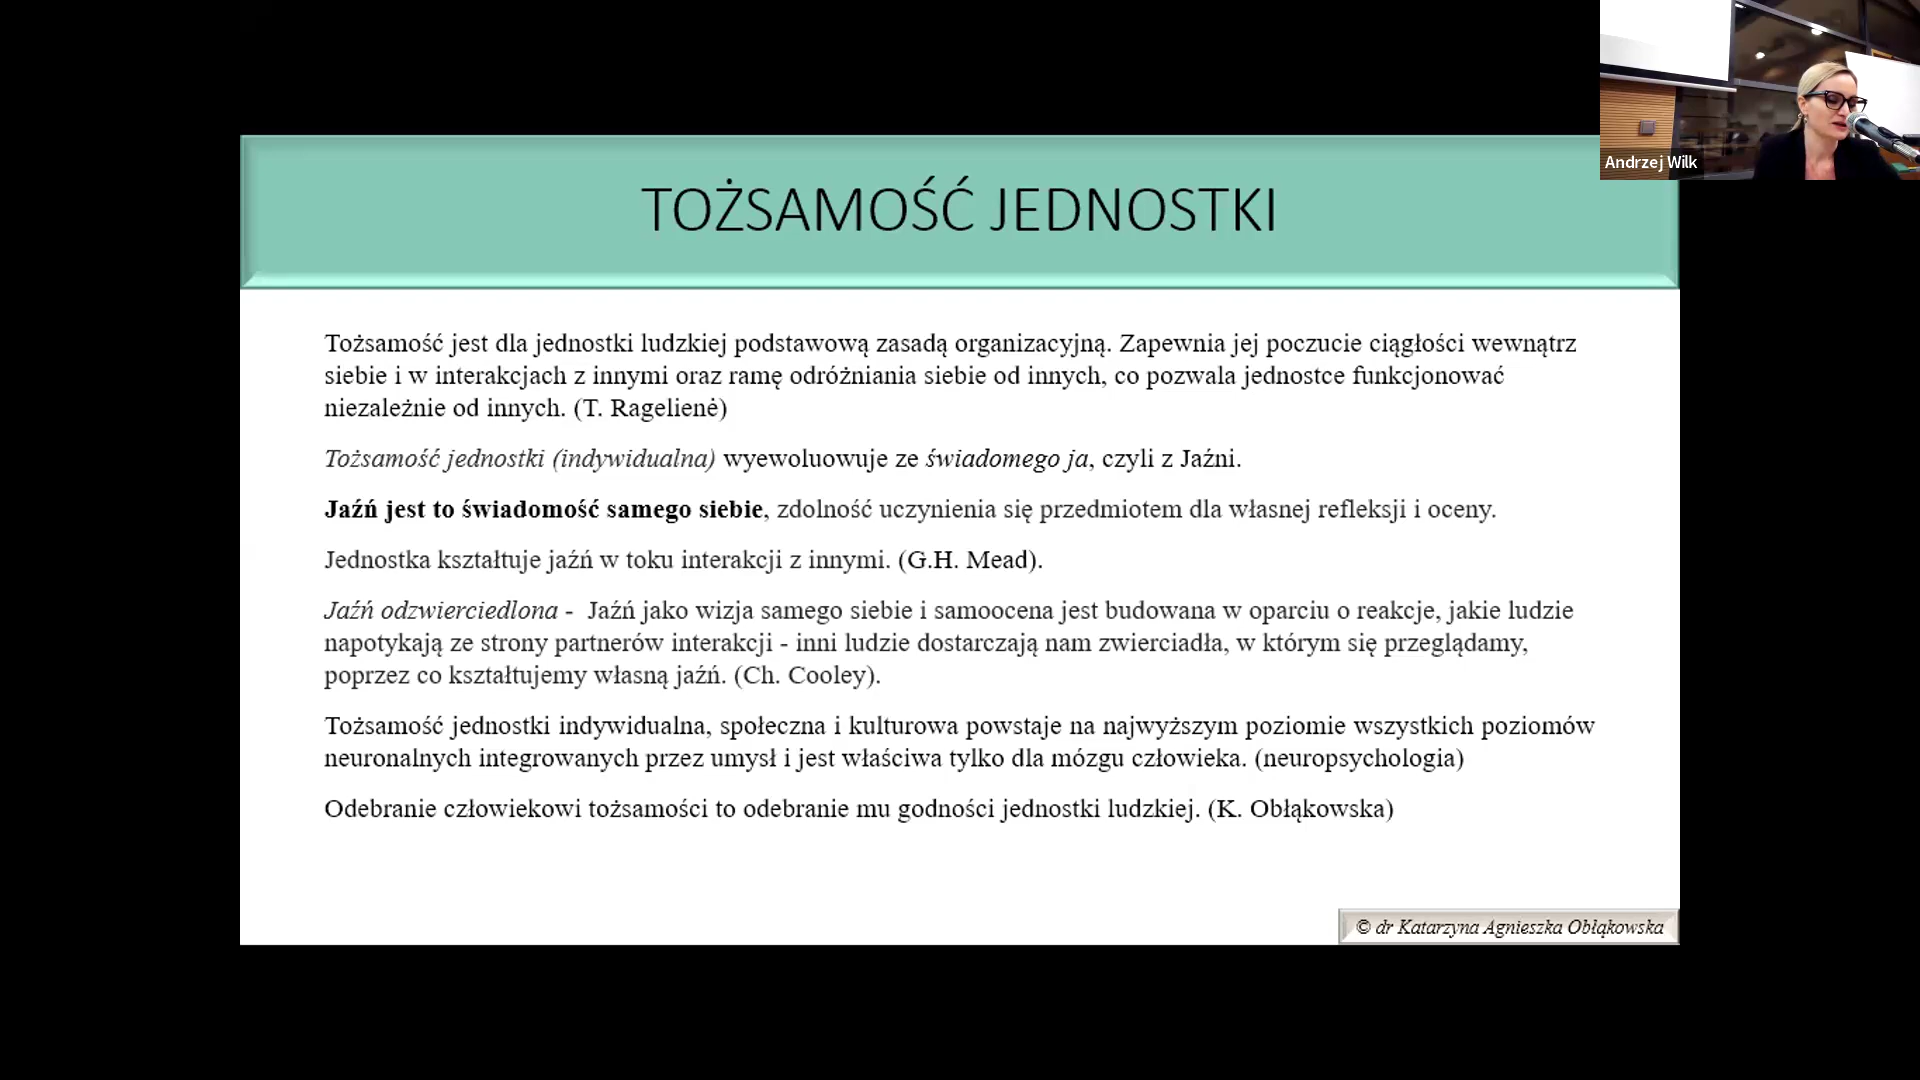 Andrzej Wilk
TOŻSAMOŚĆ JEDNOSTKI
Tożsamość jest dla jednostki ludzkiej podstawową zasadą organizacyjną. Zapewnia jej poczucie ciągłości wewnątrz
siebie i w interakcjach z innymi oraz ramę odróżniania siebie od innych, co pozwala jednostce funkcjonować
niezależnie od innych. (T. Ragelienė)
Tożsamość jednostki (indywidualna) wyewoluowuje ze świadomego ja, czyli z Jaźni.
Jaźń jest to świadomość samego siebie, zdolność uczynienia się przedmiotem dla własnej refleksji i oceny.
Jednostka kształtuje jaźń w toku interakcji z innymi. (G.H. Mead).
Jaźń odzwierciedlona - Jaźń jako wizja samego siebie i samoocena jest budowana w oparciu o reakcje, jakie ludzie
napotykają ze strony partnerów interakcji - inni ludzie dostarczają nam zwierciadła, w którym się przeglądamy,
poprzez co kształtujemy własną jaźń. (Ch. Cooley).
Tożsamość jednostki indywidualna, społeczna i kulturowa powstaje na najwyższym poziomie wszystkich poziomów
neuronalnych integrowanych przez umysł i jest właściwa tylko dla mózgu człowieka. (neuropsychologia)
Odebranie człowiekowi tożsamości to odebranie mu godności jednostki ludzkiej. (K. Obłąkowska)
© dr Katarzyna Agnieszka Obłąkowska